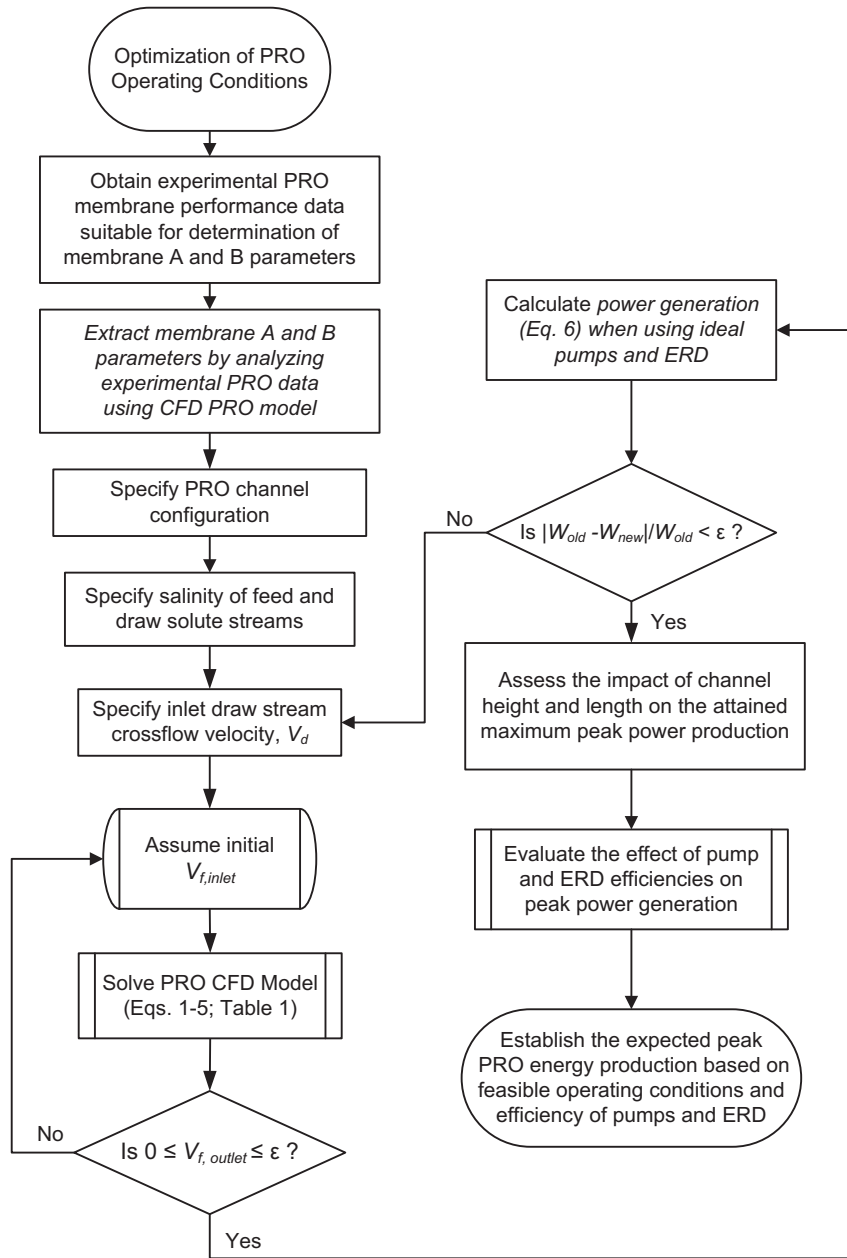 Optimization of PRO
Operating Conditions
Obtain experimental PRO
membrane performance data
suitable for determination of
membrane A and B parameters
Extract membrane A and B
parameters by analyzing
experimental PRO data
using CFD PRO model
Specify PRO channel
configuration
Specify salinity of feed and
draw solute streams
Specify inlet draw stream
crossflow velocity, Vd
Assume initial
Vf,inlet
Solve PRO CFD Model
(Eqs. 1-5; Table 1)
No
Is 0 ≤ Vf, outlet ≤ ε ?
Yes
Calculate power generation
(Eq. 6) when using ideal
pumps and ERD
No
Is |Wold -Wnew|/Wold < ε ?
Yes
Assess the impact of channel
height and length on the attained
maximum peak power production
Evaluate the effect of pump
and ERD efficiencies on
peak power generation
Establish the expected peak
PRO energy production based on
feasible operating conditions and
efficiency of pumps and ERD